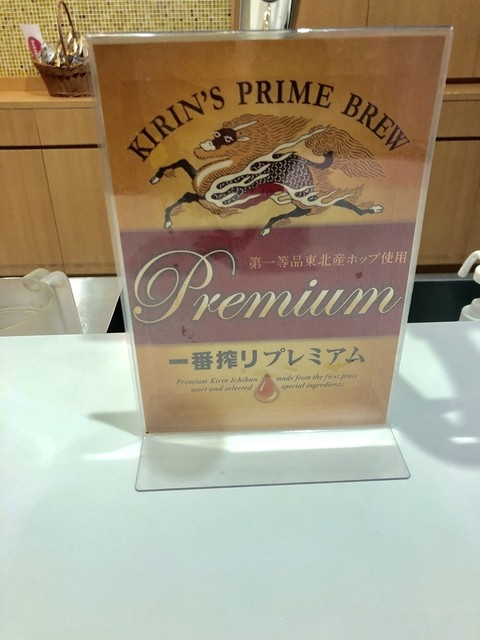 KIRIN'S PRIME BREW
第一等品東北産ホップ使用
Premium
一番搾りプレミアム
Premium Kirin Ichiban made from the first press
wort and selected special ingredients.